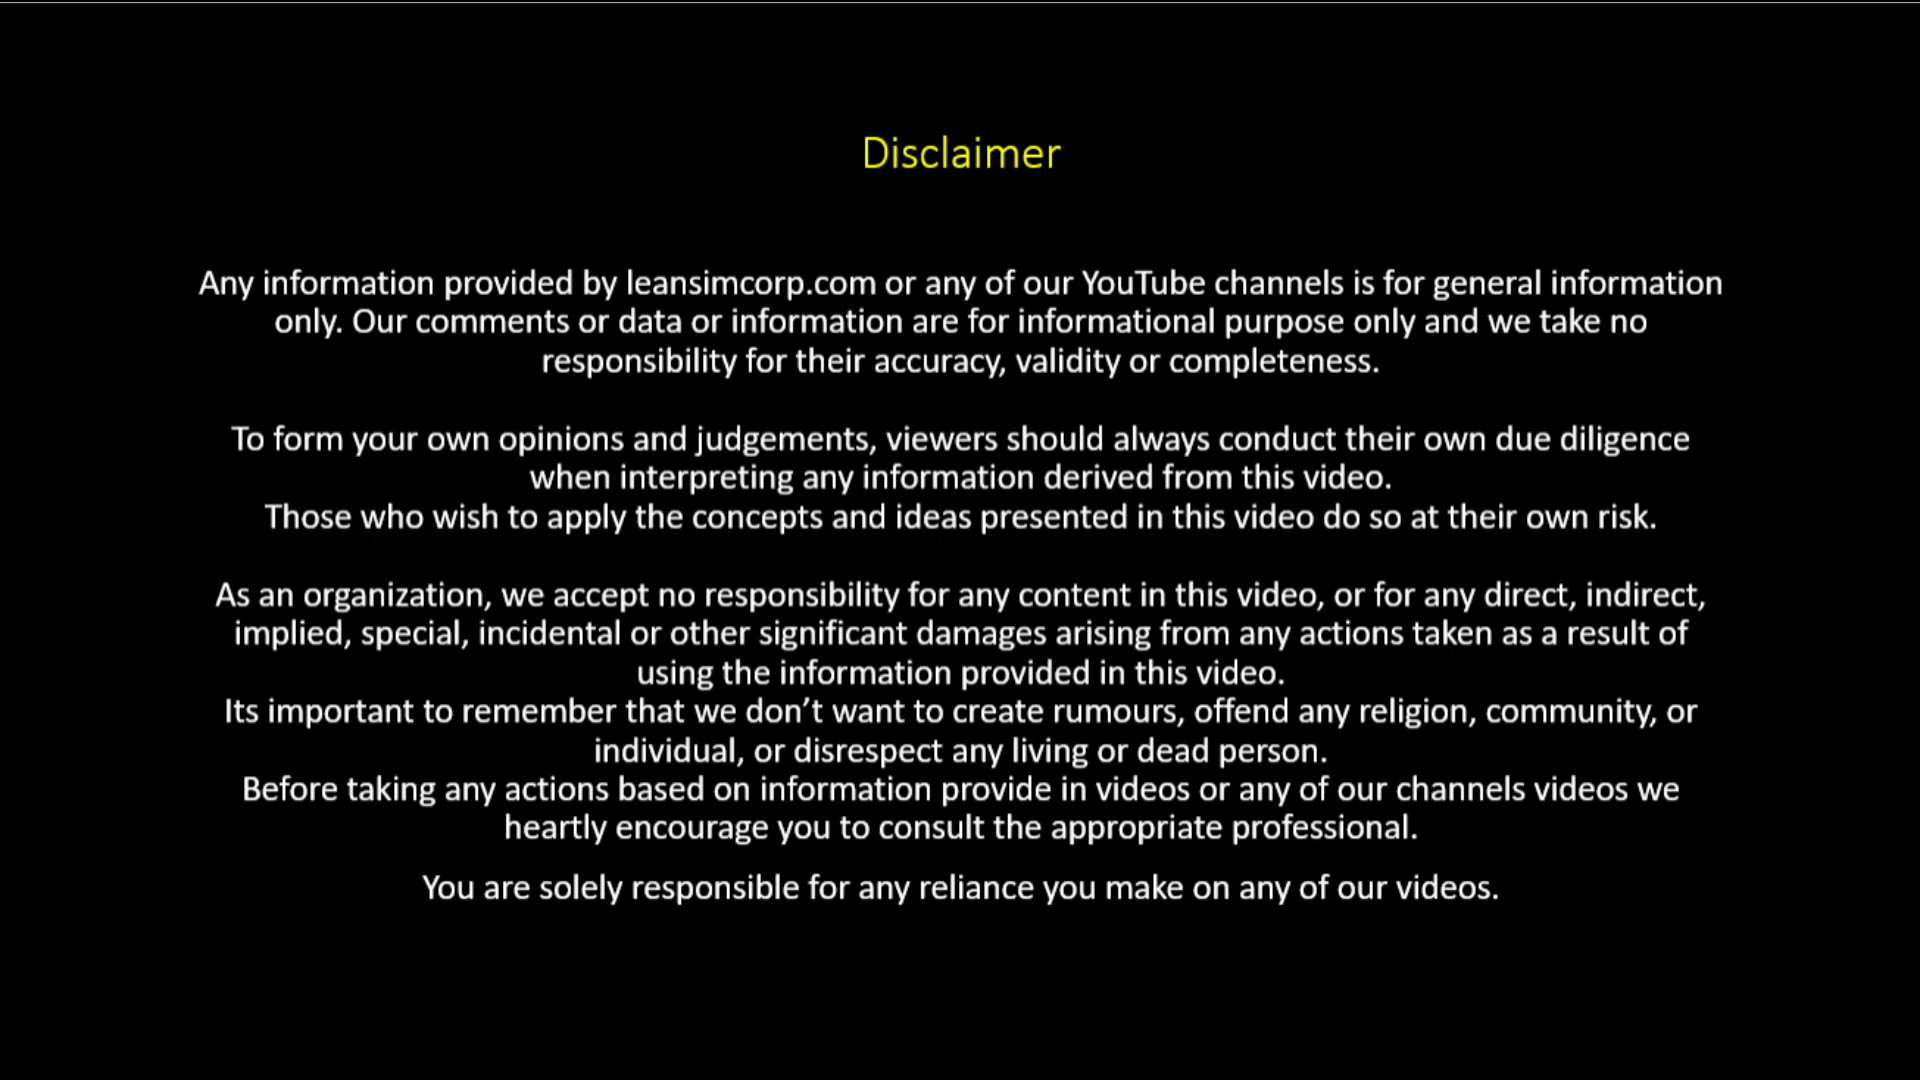 Disclaimer
Any information provided by leansimcorp.com or any of our YouTube channels is for general information
only. Our comments or data or information are for informational purpose only and we take no
responsibility for their accuracy, validity or completeness.
To form your own opinions and judgements, viewers should always conduct their own due diligence
when interpreting any information derived from this video.
Those who wish to apply the concepts and ideas presented in this video do so at their own risk.
As an organization, we accept no responsibility for any content in this video, or for any direct, indirect,
implied, special, incidental or other significant damages arising from any actions taken as a result of
using the information provided in this video.
Its important to remember that we don’t want to create rumours, offend any religion, community, or
individual, or disrespect any living or dead person.
Before taking any actions based on information provide in videos or any of our channels videos we
heartly encourage you to consult the appropriate professional.
You are solely responsible for any reliance you make on any of our videos.